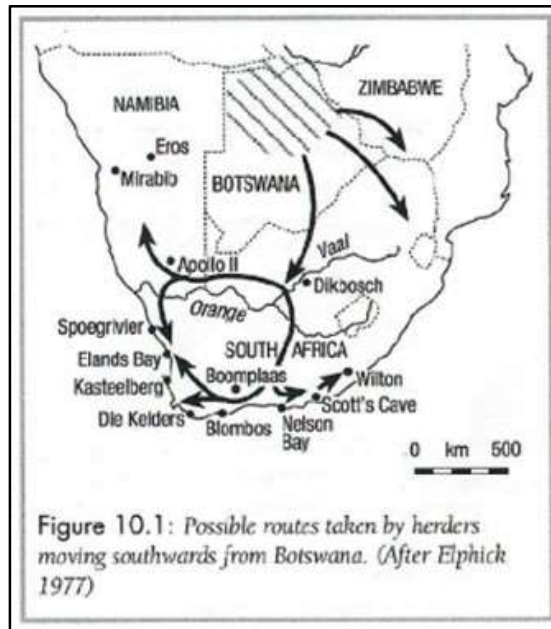 ZIMBABWE
NAMIBIA
Eros
Mirabib
BOTSWANA
Apollo II
Vaal
Dikbosch
Orange
Spoegrivier
SOUTH AFRICA
Elands Bay
Boomplaas
Wilton
Kasteelberg
Scott's Cave
Die Kelders
Blombos
Nelson
Bay
0 km 500
Figure 10.1: Possible routes taken by herders
moving southwards from Botswana. (After Elphick
1977)